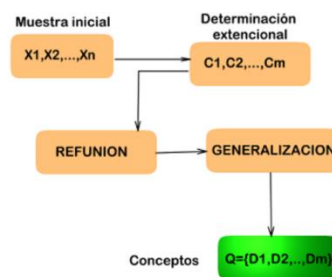 Muestra inicial
Determinación
extencional
X1,X2,...,Xn
C1,C2,...,Cm
REFUNION
GENERALIZACION
Conceptos
Q={D1,D2,..,Dm}